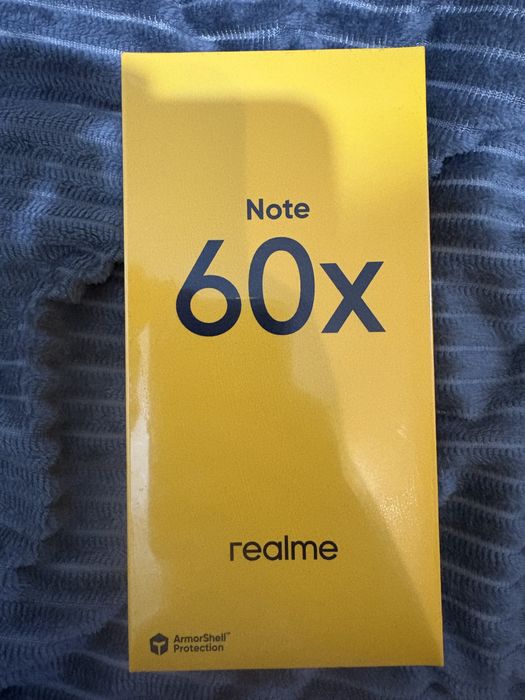 Note
60x
realme
ArmorShell™
Protection